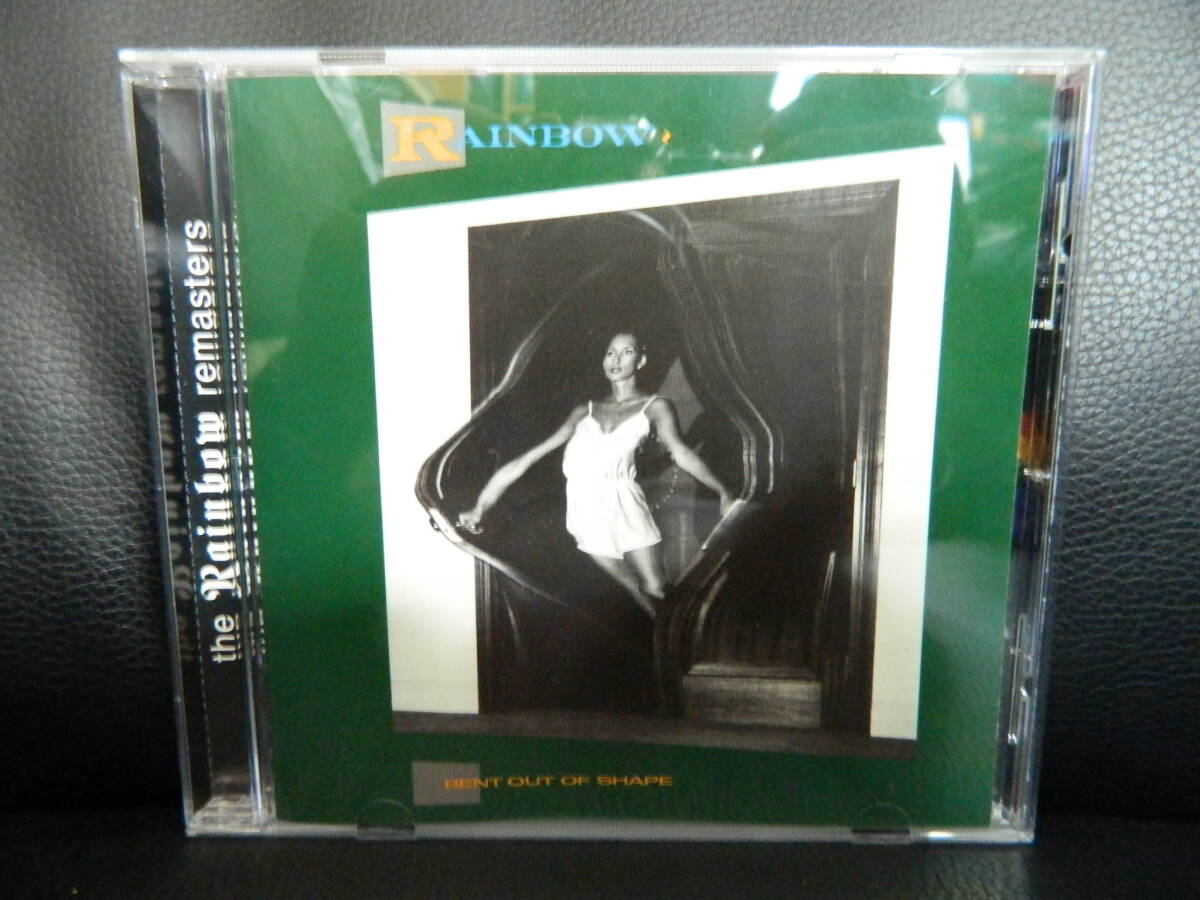 RAINBOW
the Rainbow remasters
BENT OUT OF SHAPE